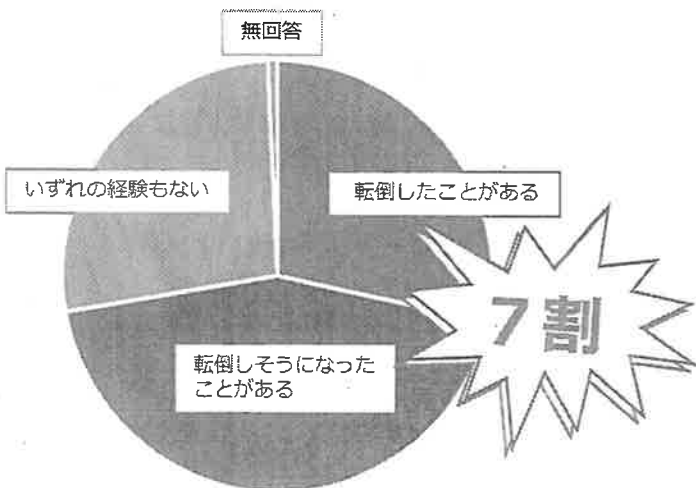 無回答
いずれの経験もない
転倒したことがある
7割
転倒しそうになった
ことがある